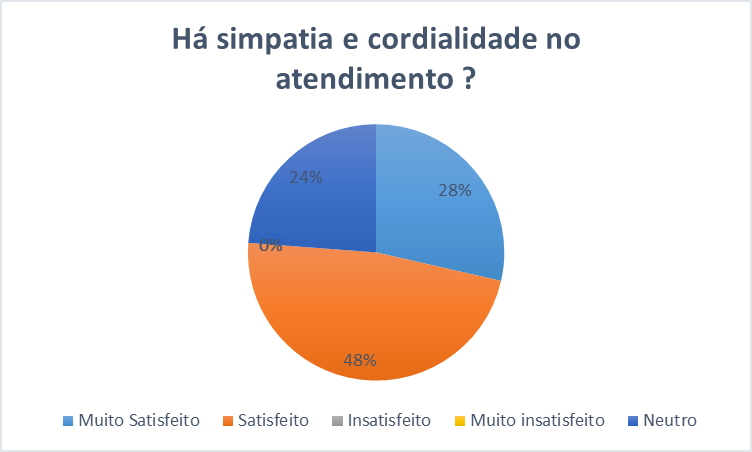 Há simpatia e cordialidade no
atendimento ?
28%
24%
0%
48%
Muito Satisfeito Satisfeito Insatisfeito Muito insatisfeito Neutro